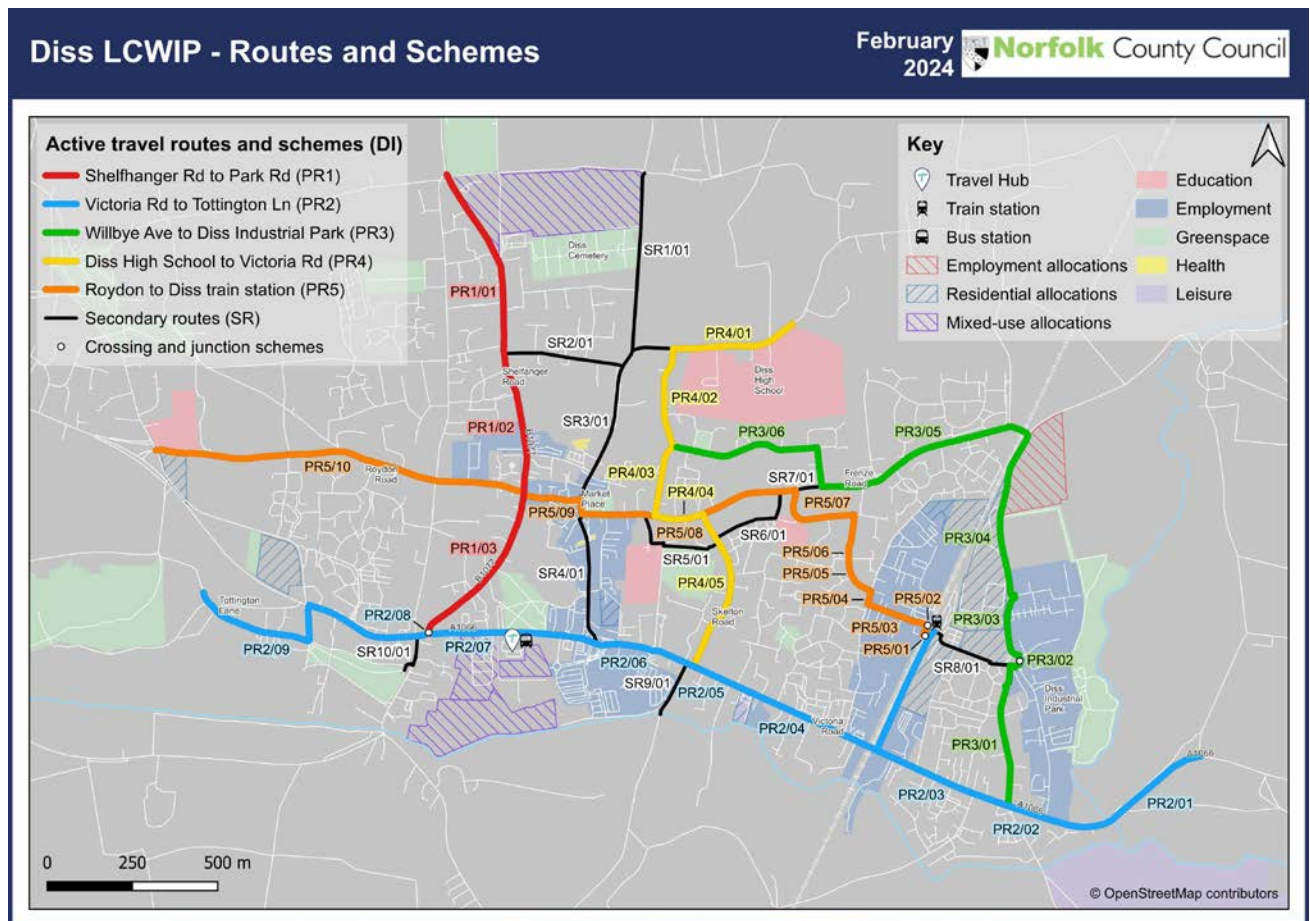 Diss LCWIP - Routes and Schemes
February
2024
Norfolk County Council
Active travel routes and schemes (DI)
Shelfhanger Rd to Park Rd (PR1)
Victoria Rd to Tottington Ln (PR2)
Willbye Ave to Diss Industrial Park (PR3)
Diss High School to Victoria Rd (PR4)
Roydon to Diss train station (PR5)
Secondary routes (SR)
Crossing and junction schemes
Key
Travel Hub
Train station
Bus station
Employment allocations
Residential allocations
Mixed-use allocations
Education
Employment
Greenspace
Health
Leisure
Diss
Cemetery
SR1/01
PR1/01
PR4/01
SR2/01
Shelfanger
Road
Diss
High
School
PR4/02
SR3/01
PR1/02
B1077
PR3/06
PR3/05
PR4/03
PR5/10
Roydon
Road
SR7/01
Frenze
Road
Market
Place
PR4/04
PR5/07
PR5/09
PR5/08
SR6/01
PR3/04
PR1/03
B1077
SR5/01
PR5/06
PR5/05
SR4/01
PR4/05
PR5/04
Tottington
Lane
PR2/08
Skelton
Road
PR5/02
PR3/03
A1066
PR5/03
PR2/09
SR10/01
PR2/07
PR5/01
PR2/06
SR8/01
PR3/02
SR9/01
PR2/05
Diss
Industrial
Park
PR2/04
Victoria
Road
PR3/01
A1066
PR2/03
A1066
PR2/01
PR2/02
0 250 500 m
© OpenStreetMap contributors